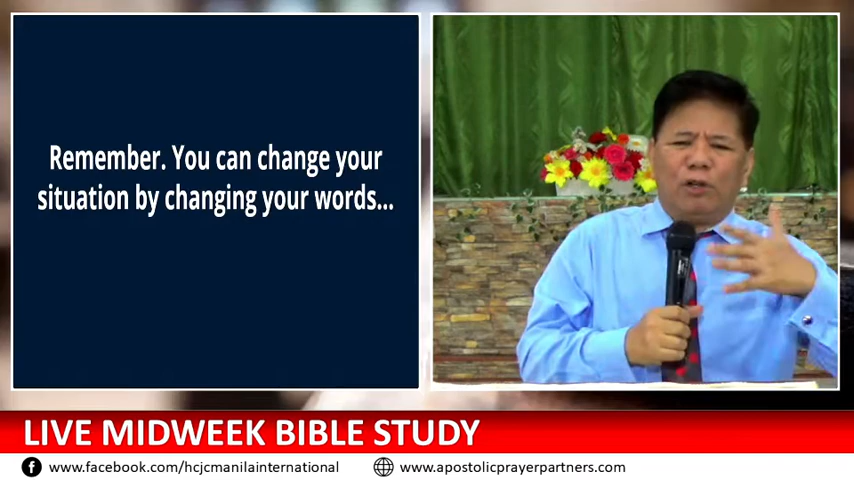 Remember. You can change your
situation by changing your words...
LIVE MIDWEEK BIBLE STUDY
www.facebook.com/hcjcmanilainternational
www.apostolicprayerpartners.com